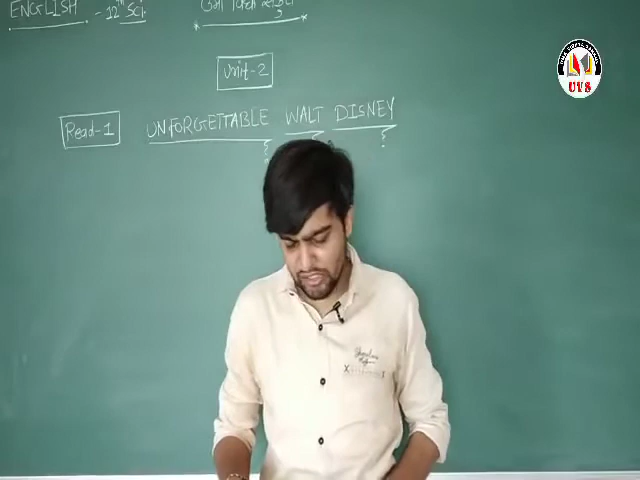 ENGLISH - 12th Sci.
Unit-2
Read-1 UNFORGETTABLE WALT DISNEY
UVS